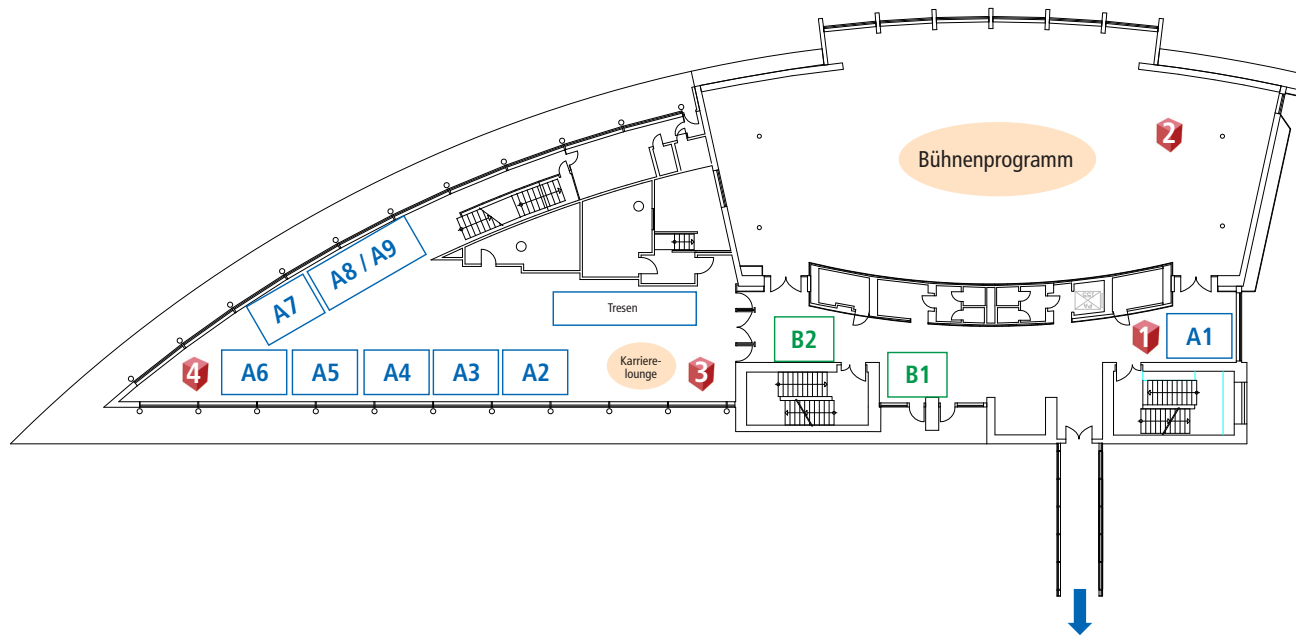 2
Bühnenprogramm
A8 / A9
A7
Tresen
1
A1
B2
4
A6
A5
A4
A3
A2
Karriere-
lounge
3
B1